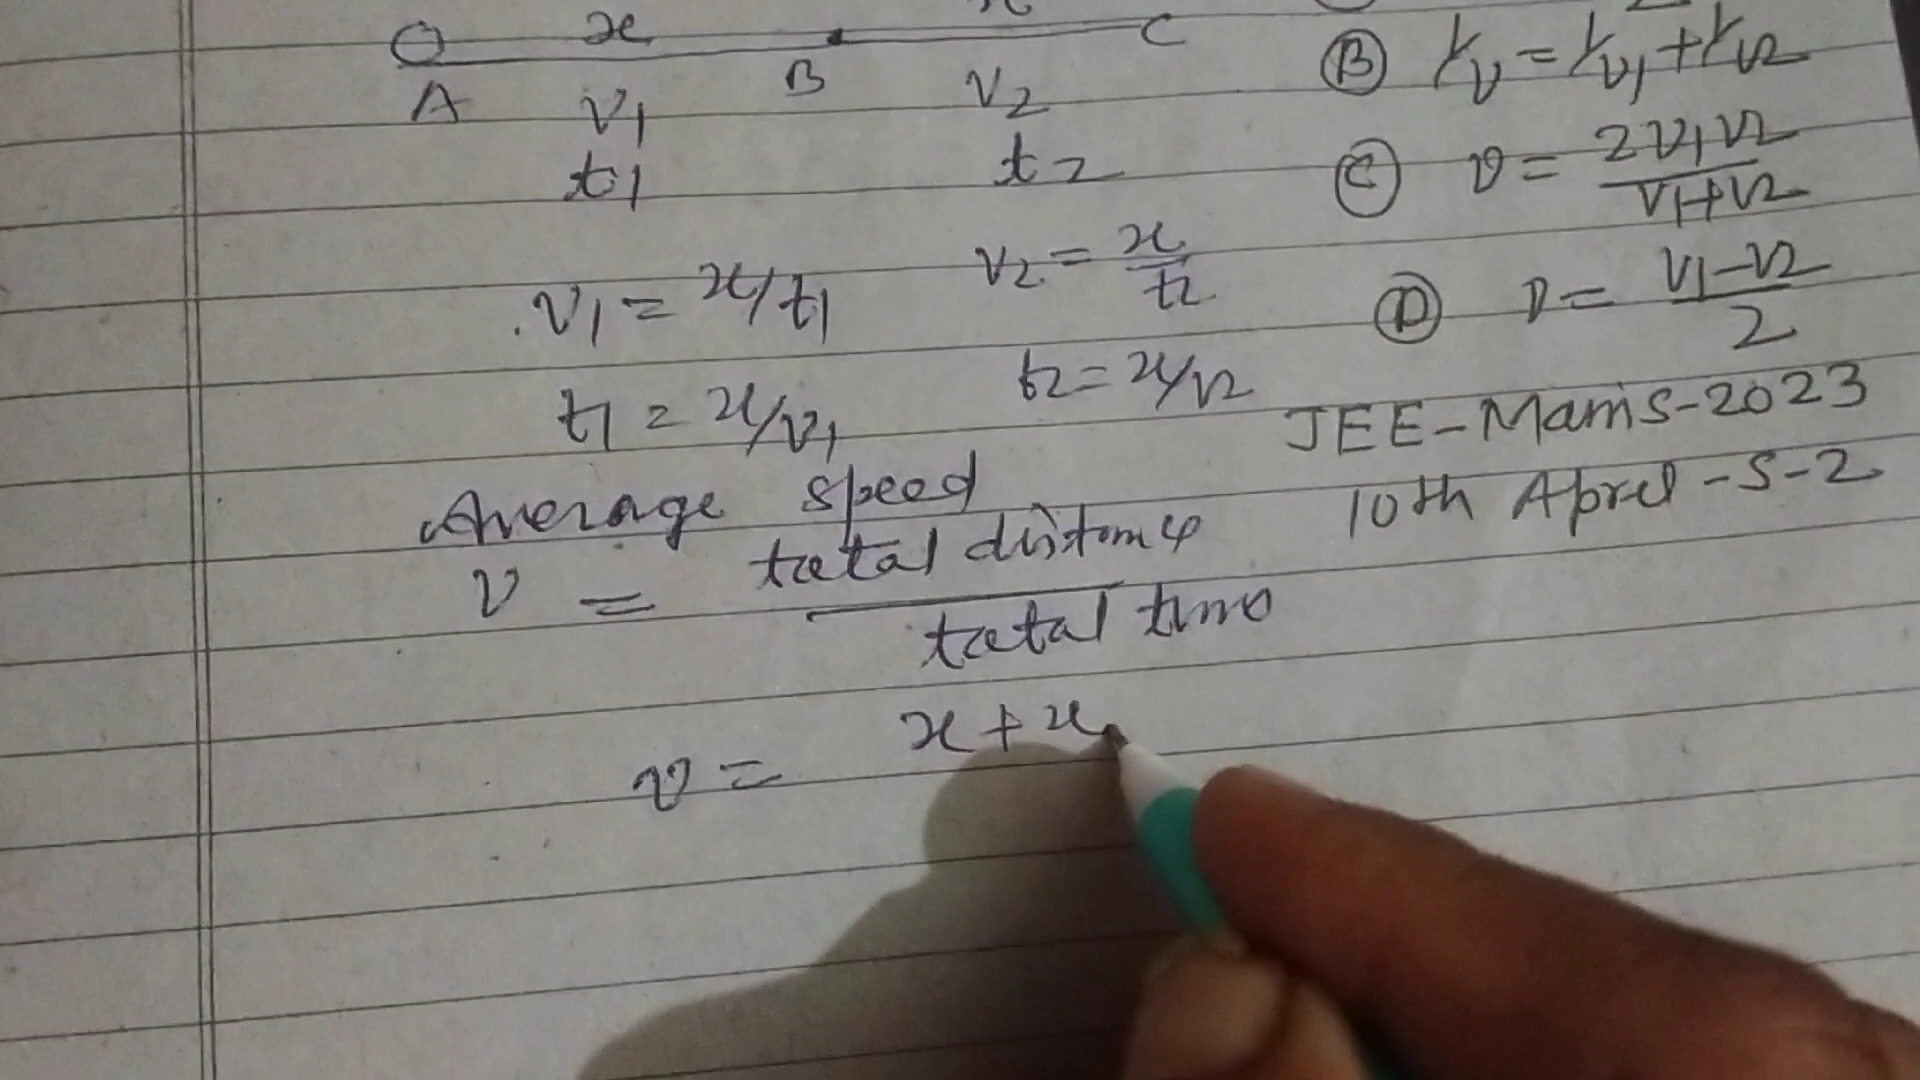 x
C
A
B
v1
v2
t1
t2
v1 = x/t1
v2 = x/t2
t1 = x/v1
t2 = x/v2
Average speed
v = total distance / total time
v = x + x
(B) 1/v = 1/v1 + 1/v2
(C) v = 2v1v2 / v1+v2
(D) v = v1-v2 / 2
JEE-Mains-2023
10th April -S-2